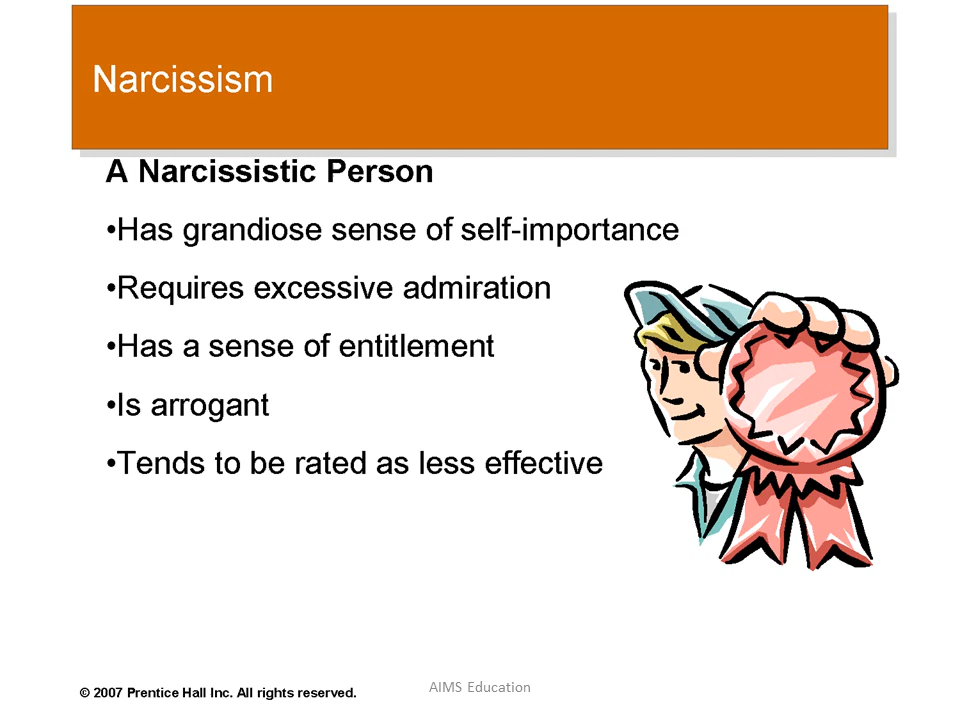 Narcissism
A Narcissistic Person
•Has grandiose sense of self-importance
•Requires excessive admiration
•Has a sense of entitlement
•Is arrogant
•Tends to be rated as less effective
© 2007 Prentice Hall Inc. All rights reserved.
AIMS Education